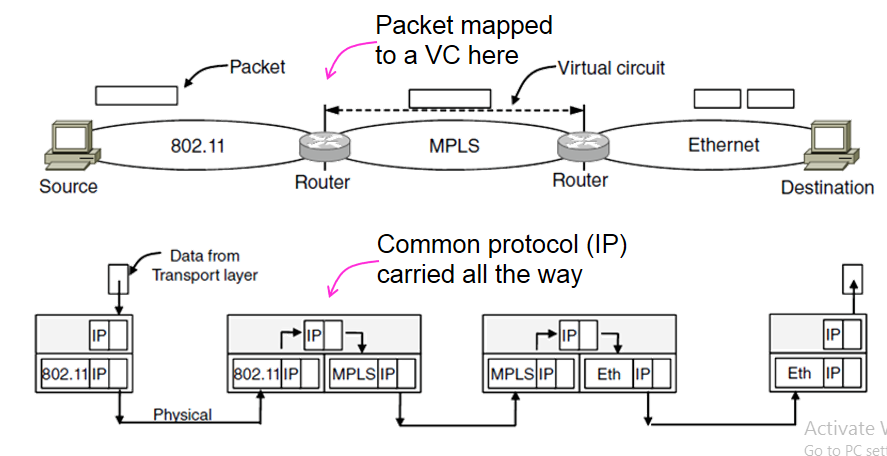 Packet mapped
to a VC here
Packet
Virtual circuit
802.11
MPLS
Ethernet
Source
Router
Router
Destination
Data from
Transport layer
Common protocol (IP)
carried all the way
IP
IP
IP
IP
802.11 IP
802.11 IP
MPLS IP
MPLS IP
Eth IP
Eth IP
Physical
Activate
Go to PC set